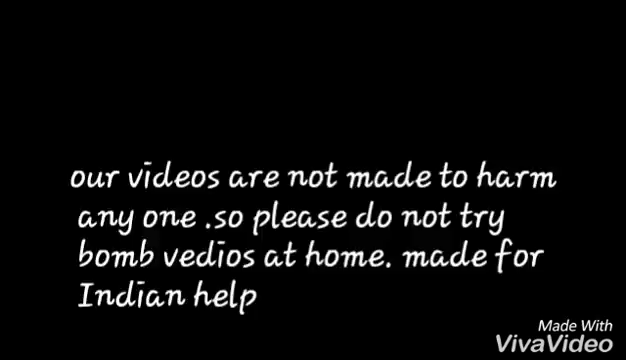 our videos are not made to harm
any one .so please do not try
bomb vedios at home. made for
Indian help
Made With
VivaVideo